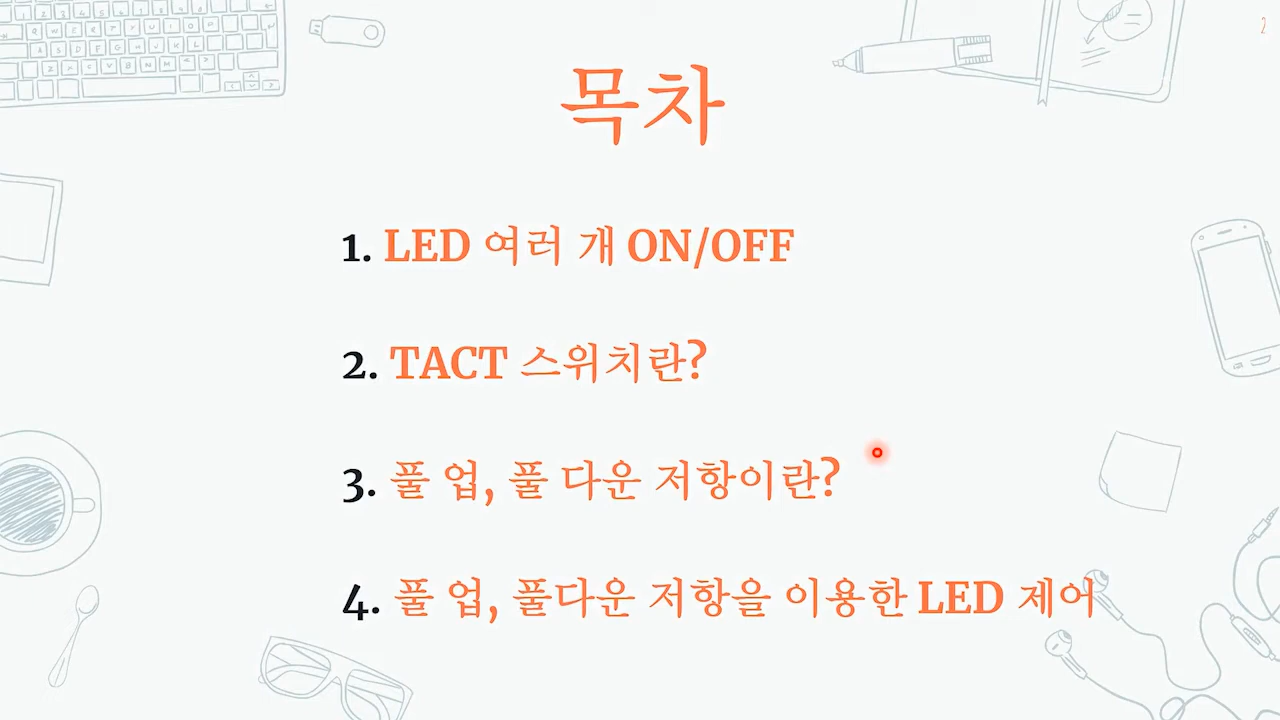 2
목차
1. LED 여러 개 ON/OFF
2. TACT 스위치란?
3. 풀 업, 풀 다운 저항이란?
4. 풀 업, 풀다운 저항을 이용한 LED 제어